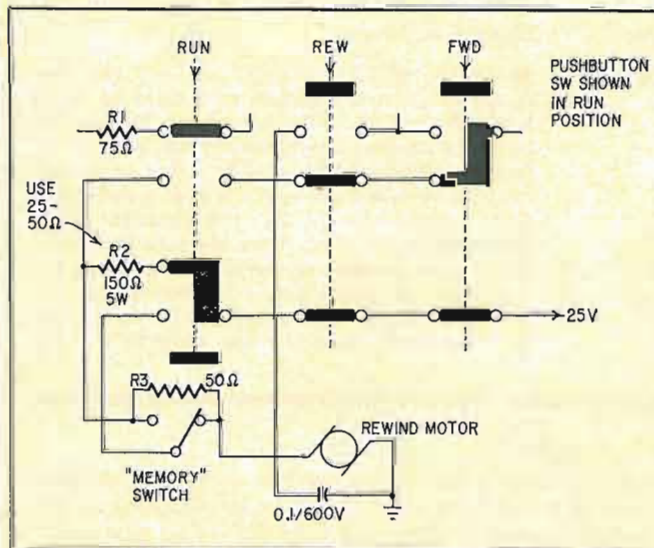 RUN
REW
FWD
PUSHBUTTON
SW SHOWN
IN RUN
POSITION
R1
75Ω
USE
25-
50Ω
R2
150Ω
5W
25V
R3
50Ω
REWIND MOTOR
"MEMORY"
SWITCH
0.1/600V